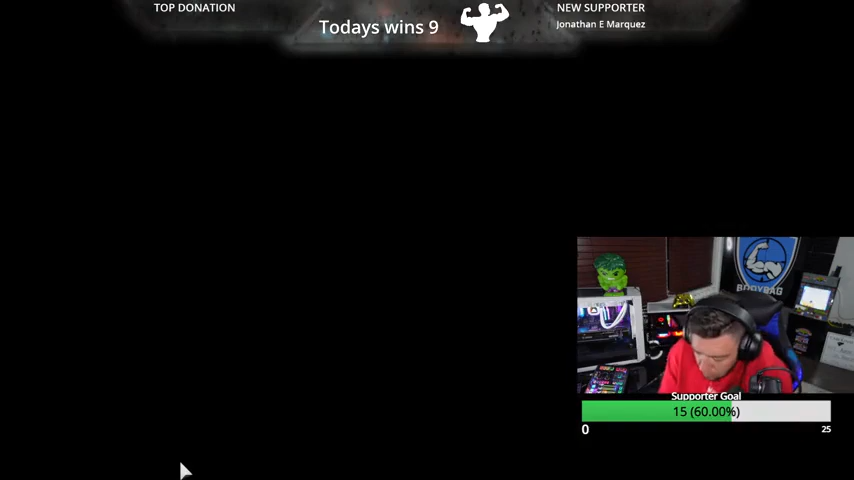 TOP DONATION
Todays wins 9
NEW SUPPORTER
Jonathan E Marquez
BODYBAG
Supporter Goal
15 (60.00%)
0
25